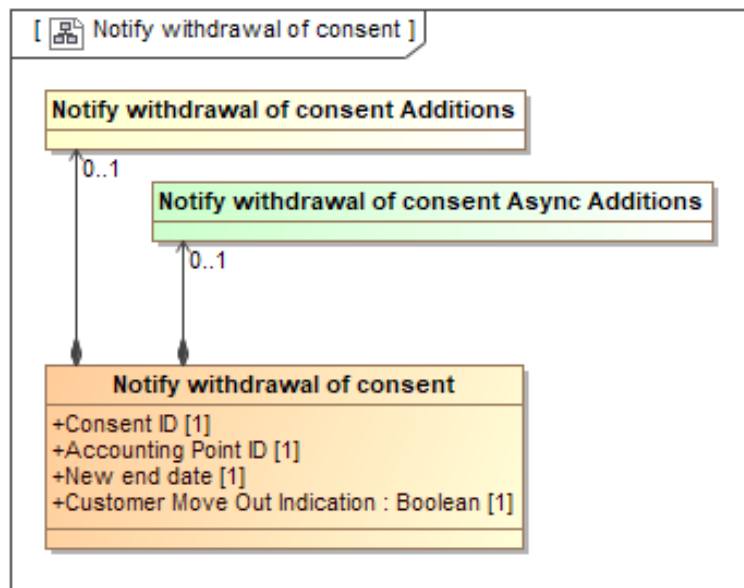 [ Notify withdrawal of consent ]
Notify withdrawal of consent Additions
0..1
Notify withdrawal of consent Async Additions
0..1
Notify withdrawal of consent
+Consent ID [1]
+Accounting Point ID [1]
+New end date [1]
+Customer Move Out Indication : Boolean [1]